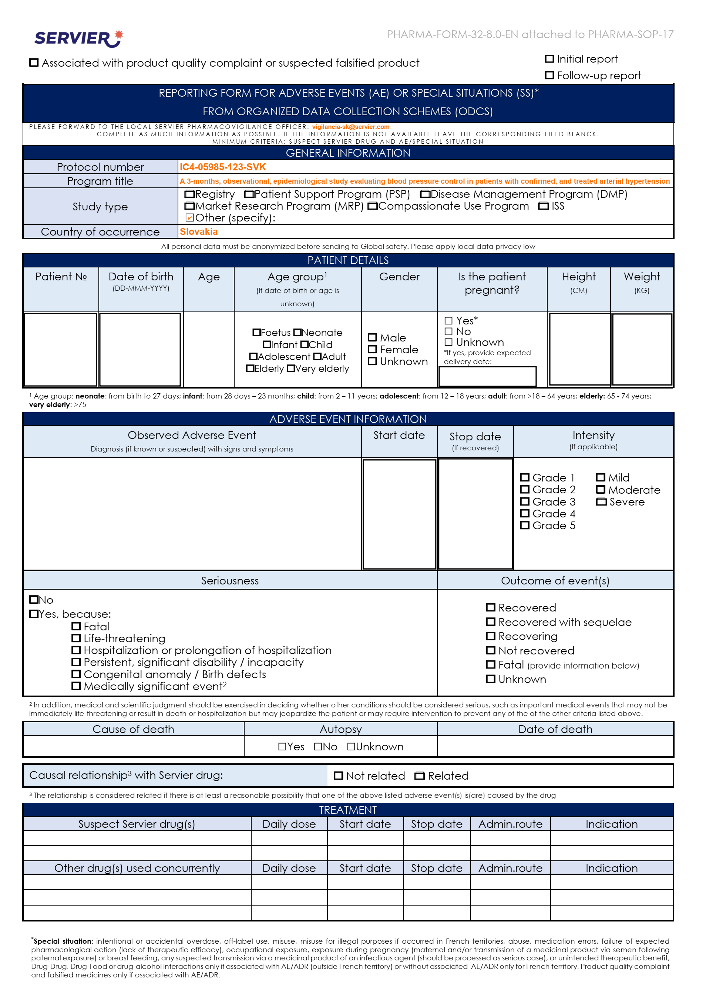 SERVIER
PHARMA-FORM-32-8.0-EN attached to PHARMA-SOP-17
☐ Associated with product quality complaint or suspected falsified product
☐ Initial report
☐ Follow-up report
REPORTING FORM FOR ADVERSE EVENTS (AE) OR SPECIAL SITUATIONS (SS)*
FROM ORGANIZED DATA COLLECTION SCHEMES (ODCS)
PLEASE FORWARD TO THE LOCAL SERVIER PHARMACOVIGILANCE OFFICER: vigilancia-sk@servier.com
COMPLETE AS MUCH INFORMATION AS POSSIBLE. IF THE INFORMATION IS NOT AVAILABLE LEAVE THE CORRESPONDING FIELD BLANCK.
MINIMUM CRITERIA: SUSPECT SERVIER DRUG AND AE/SPECIAL SITUATION
GENERAL INFORMATION
Protocol number IC4-05985-123-SVK
Program title A 3-months, observational, epidemiological study evaluating blood pressure control in patients with confirmed, and treated arterial hypertension
Study type
☐Registry ☐Patient Support Program (PSP) ☐Disease Management Program (DMP)
☐Market Research Program (MRP) ☐Compassionate Use Program ☐ ISS
☑Other (specify):
Country of occurrence Slovakia
All personal data must be anonymized before sending to Global safety. Please apply local data privacy low
PATIENT DETAILS
Patient № Date of birth Age Age group¹ Gender Is the patient pregnant? Height Weight
(DD-MMM-YYYY) (If date of birth or age is unknown) (CM) (KG)
☐Foetus ☐Neonate
☐Infant ☐Child
☐Adolescent ☐Adult
☐Elderly ☐Very elderly
☐ Male
☐ Female
☐ Unknown
☐ Yes*
☐ No
☐ Unknown
*If yes, provide expected
delivery date:
¹ Age group: neonate: from birth to 27 days; infant: from 28 days – 23 months; child: from 2 – 11 years; adolescent: from 12 – 18 years; adult: from >18 – 64 years; elderly: 65 - 74 years;
very elderly: >75
ADVERSE EVENT INFORMATION
Observed Adverse Event Start date Stop date Intensity
Diagnosis (if known or suspected) with signs and symptoms (If recovered) (If applicable)
☐ Grade 1 ☐ Mild
☐ Grade 2 ☐ Moderate
☐ Grade 3 ☐ Severe
☐ Grade 4
☐ Grade 5
Seriousness Outcome of event(s)
☐No
☐Yes, because:
☐ Fatal
☐ Life-threatening
☐ Hospitalization or prolongation of hospitalization
☐ Persistent, significant disability / incapacity
☐ Congenital anomaly / Birth defects
☐ Medically significant event²
☐ Recovered
☐ Recovered with sequelae
☐ Recovering
☐ Not recovered
☐ Fatal (provide information below)
☐ Unknown
² In addition, medical and scientific judgment should be exercised in deciding whether other conditions should be considered serious, such as important medical events that may not be
immediately life-threatening or result in death or hospitalization but may jeopardize the patient or may require intervention to prevent any of the of the other criteria listed above.
Cause of death Autopsy Date of death
☐Yes ☐No ☐Unknown
Causal relationship³ with Servier drug: ☐ Not related ☐ Related
³ The relationship is considered related if there is at least a reasonable possibility that one of the above listed adverse event(s) is(are) caused by the drug
TREATMENT
Suspect Servier drug(s) Daily dose Start date Stop date Admin.route Indication
Other drug(s) used concurrently Daily dose Start date Stop date Admin.route Indication
*Special situation: intentional or accidental overdose, off-label use, misuse, misuse for illegal purposes if occurred in French territories, abuse, medication errors, failure of expected
pharmacological action (lack of therapeutic efficacy), occupational exposure, exposure during pregnancy (maternal and/or transmission of a medicinal product via semen following
paternal exposure) or breast feeding, any suspected transmission via a medicinal product of an infectious agent (should be processed as serious case), or unintended therapeutic benefit,
Drug-Drug, Drug-Food or drug-alcohol interactions only if associated with AE/ADR (outside French territory) or without associated AE/ADR only for French territory, Product quality complaint
and falsified medicines only if associated with AE/ADR.